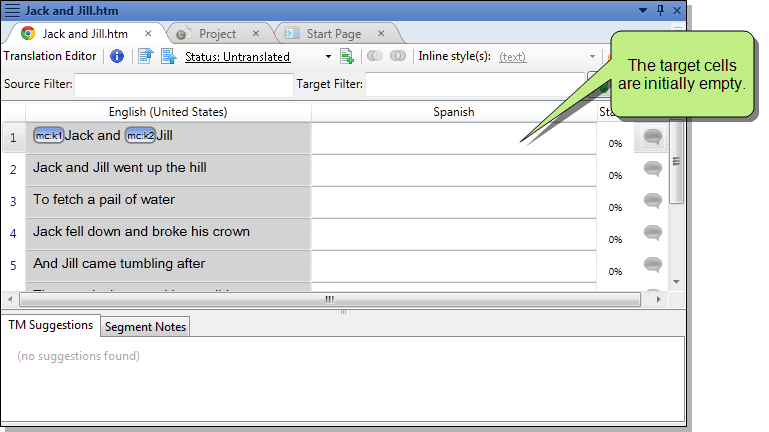 Jack and Jill.htm
Jack and Jill.htm Project Start Page
Translation Editor Status: Untranslated Inline style(s): (text)
The target cells
are initially empty.
Source Filter: Target Filter:
English (United States) Spanish
1 mc:k1 Jack and mc:k2 Jill 0%
2 Jack and Jill went up the hill 0%
3 To fetch a pail of water 0%
4 Jack fell down and broke his crown 0%
5 And Jill came tumbling after 0%
TM Suggestions Segment Notes
(no suggestions found)